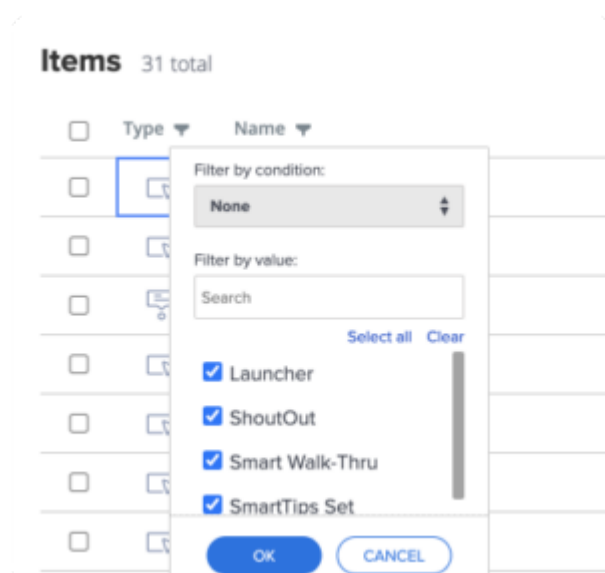 Items 31 total
Type Name
Filter by condition:
None
Filter by value:
Search
Select all Clear
Launcher
ShoutOut
Smart Walk-Thru
SmartTips Set
OK CANCEL